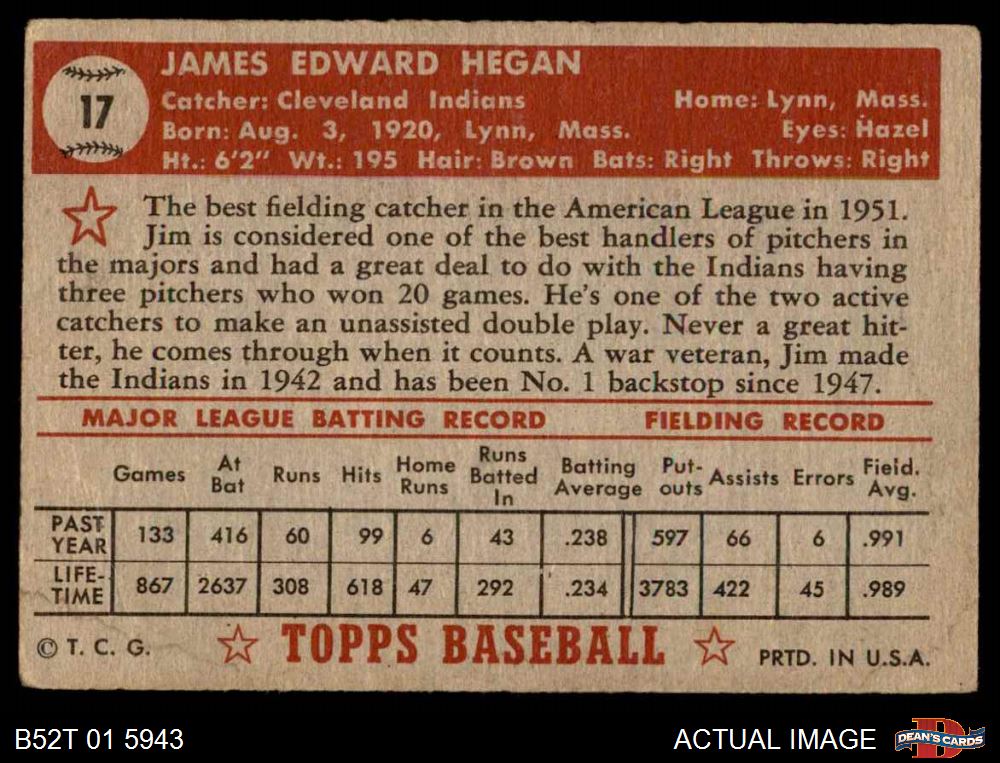 17
JAMES EDWARD HEGAN
Catcher: Cleveland Indians Home: Lynn, Mass.
Born: Aug. 3, 1920, Lynn, Mass. Eyes: Hazel
Ht.: 6'2" Wt.: 195 Hair: Brown Bats: Right Throws: Right
The best fielding catcher in the American League in 1951.
Jim is considered one of the best handlers of pitchers in
the majors and had a great deal to do with the Indians having
three pitchers who won 20 games. He's one of the two active
catchers to make an unassisted double play. Never a great hit-
ter, he comes through when it counts. A war veteran, Jim made
the Indians in 1942 and has been No. 1 backstop since 1947.
MAJOR LEAGUE BATTING RECORD FIELDING RECORD
Games At Bat Runs Hits Home Runs Runs Batted In Batting Average Put-outs Assists Errors Field. Avg.
PAST YEAR 133 416 60 99 6 43 .238 597 66 6 .991
LIFE-TIME 867 2637 308 618 47 292 .234 3783 422 45 .989
© T. C. G. TOPPS BASEBALL PRTD. IN U.S.A.
B52T 01 5943 ACTUAL IMAGE DEAN'S CARDS